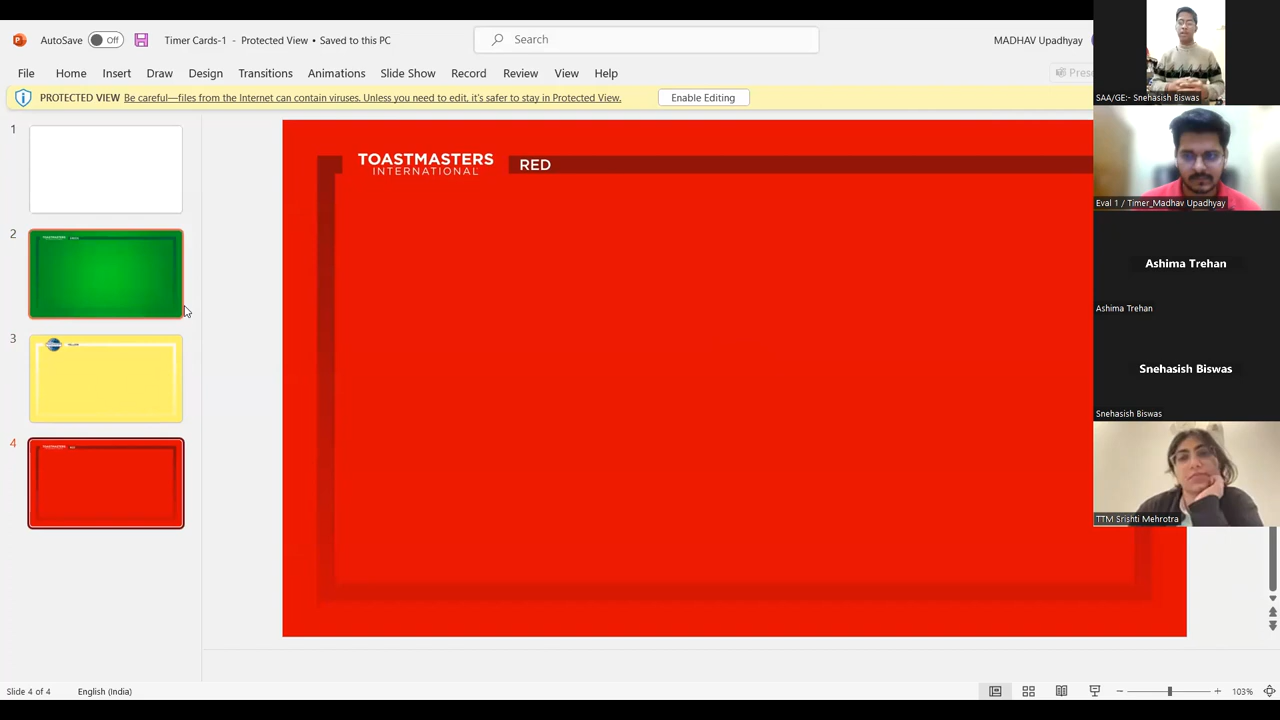 AutoSave Off Timer Cards-1 - Protected View • Saved to this PC Search MADHAV Upadhyay
File Home Insert Draw Design Transitions Animations Slide Show Record Review View Help
PROTECTED VIEW Be careful—files from the Internet can contain viruses. Unless you need to edit, it's safer to stay in Protected View. Enable Editing
1
2
3
4
TOASTMASTERS
INTERNATIONAL
RED
SAA/GE:- Snehasish Biswas
Eval 1 / Timer_Madhav Upadhyay
Ashima Trehan
Ashima Trehan
Snehasish Biswas
Snehasish Biswas
TTM Srishti Mehrotra
Slide 4 of 4 English (India) 103%